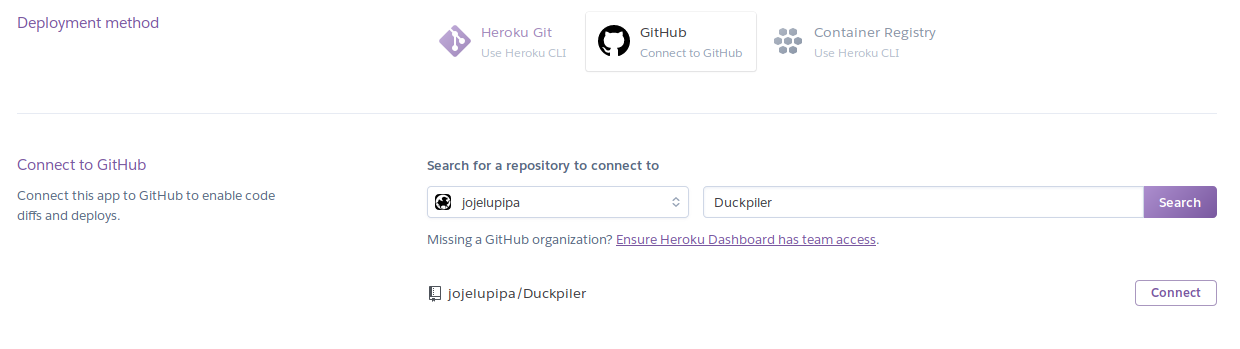 Deployment method
Heroku Git
Use Heroku CLI
GitHub
Connect to GitHub
Container Registry
Use Heroku CLI
Connect to GitHub
Connect this app to GitHub to enable code
diffs and deploys.
Search for a repository to connect to
jojelupipa
Duckpiler
Search
Missing a GitHub organization? Ensure Heroku Dashboard has team access.
jojelupipa/Duckpiler
Connect